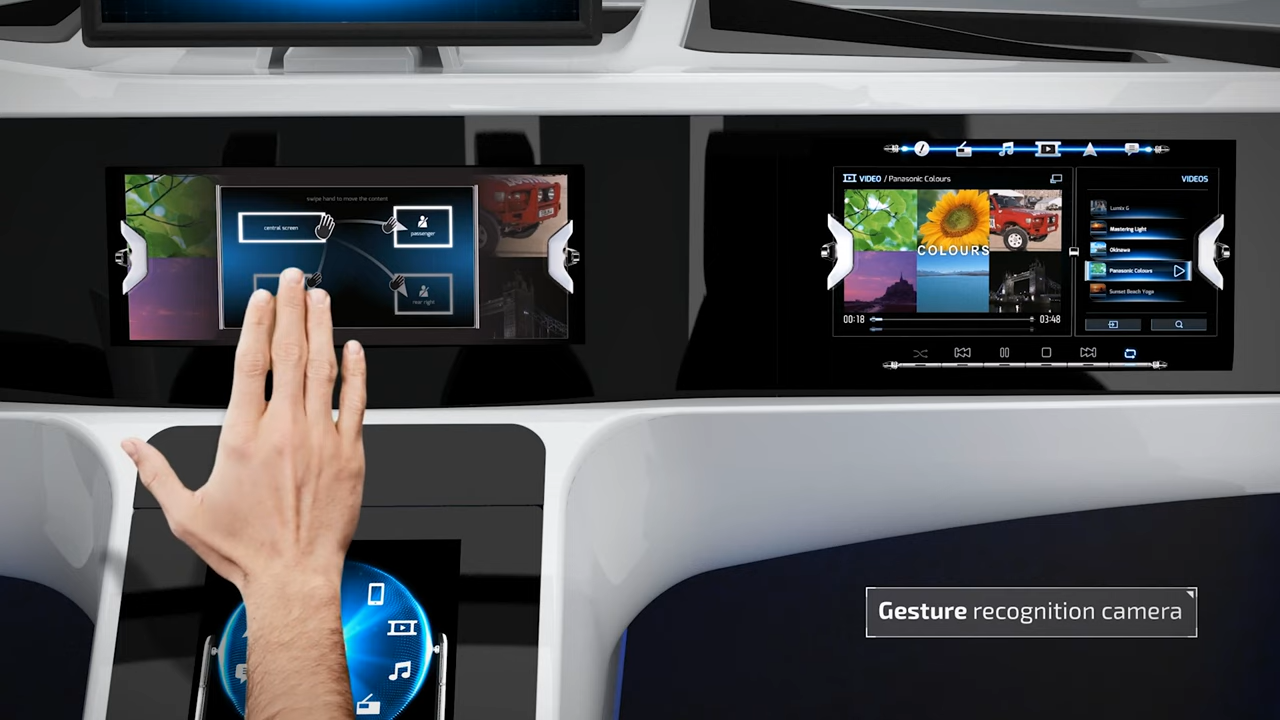 swipe hand to move the content
central screen
passenger
rear right
VIDEO / Panasonic Colours
VIDEOS
COLOURS
Lumix G
Mastering Light
Okinawa
Panasonic Colours
Sunset Beach Yoga
00:18
03:48
Gesture recognition camera